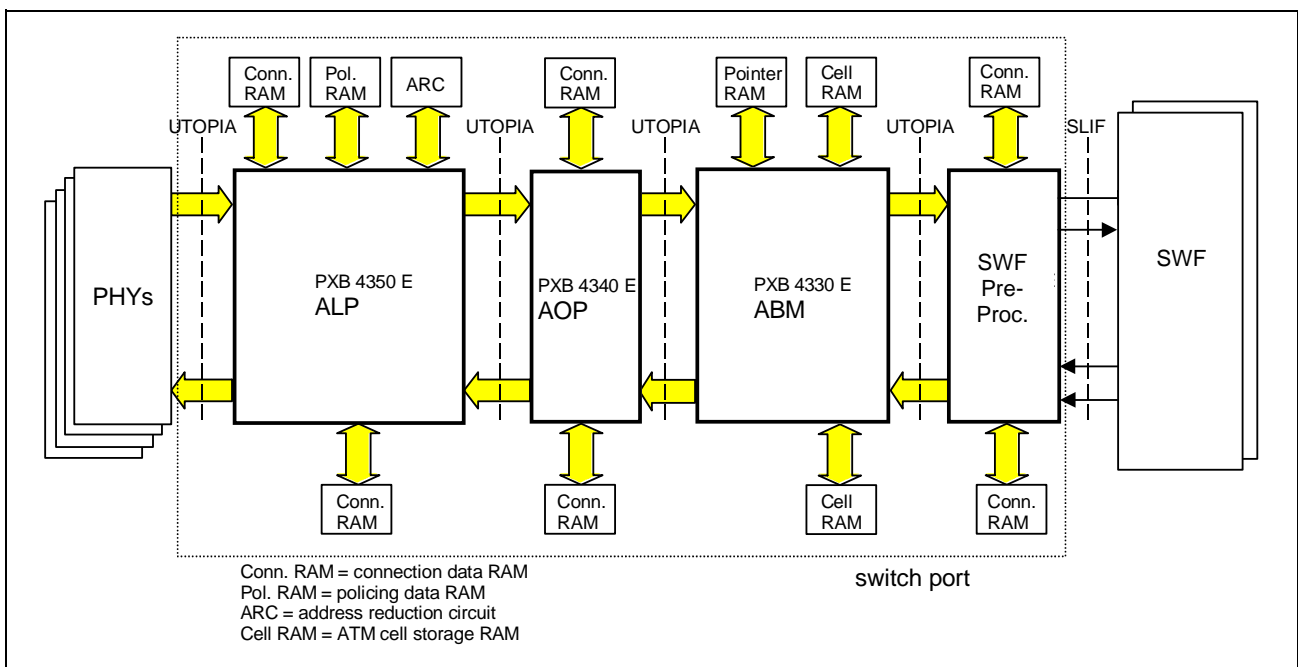 Conn.
RAM
Pol.
RAM
ARC
Conn.
RAM
Pointer
RAM
Cell
RAM
Conn.
RAM
UTOPIA
UTOPIA
UTOPIA
UTOPIA
SLIF
PHYs
PXB 4350 E
ALP
PXB 4340 E
AOP
PXB 4330 E
ABM
SWF
Pre-
Proc.
SWF
Conn.
RAM
Conn.
RAM
Cell
RAM
Conn.
RAM
Conn. RAM = connection data RAM
Pol. RAM = policing data RAM
ARC = address reduction circuit
Cell RAM = ATM cell storage RAM
switch port